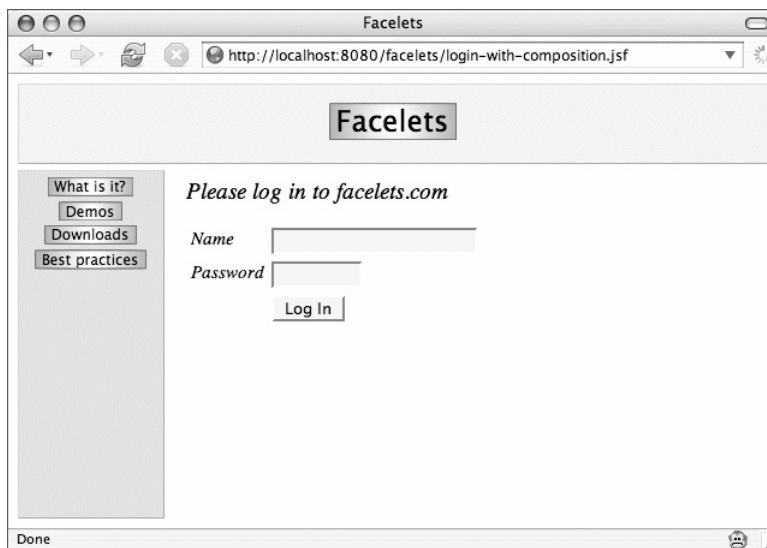 Facelets
http://localhost:8080/facelets/login-with-composition.jsf
Facelets
What is it?
Demos
Downloads
Best practices
Please log in to facelets.com
Name
Password
Log In
Done